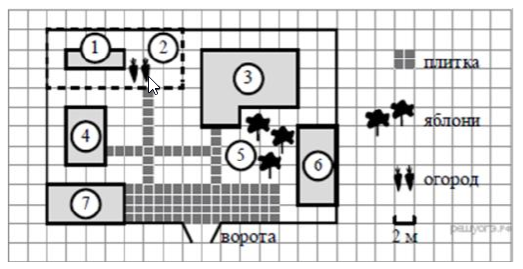 1
2
3
4
5
6
7
плитка
яблони
огород
ворота
2 м
решуогэ.рф